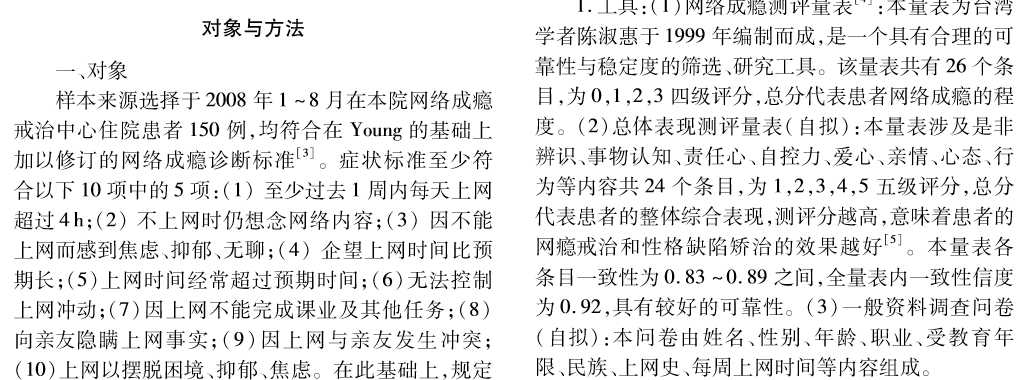 对象与方法
一、对象
样本来源选择于 2008 年 1 ~ 8 月在本院网络成瘾
戒治中心住院患者 150 例,均符合在 Young 的基础上
加以修订的网络成瘾诊断标准[3]。症状标准至少符
合以下 10 项中的 5 项:(1) 至少过去 1 周内每天上网
超过 4 h;(2) 不上网时仍想念网络内容;(3) 因不能
上网而感到焦虑、抑郁、无聊;(4) 企望上网时间比预
期长;(5)上网时间经常超过预期时间;(6)无法控制
上网冲动;(7)因上网不能完成课业及其他任务;(8)
向亲友隐瞒上网事实;(9)因上网与亲友发生冲突;
(10)上网以摆脱困境、抑郁、焦虑。在此基础上,规定
1. 工具:(1)网络成瘾测评量表[4]:本量表为台湾
学者陈淑惠于 1999 年编制而成,是一个具有合理的可
靠性与稳定度的筛选、研究工具。该量表共有 26 个条
目,为 0,1,2,3 四级评分,总分代表患者网络成瘾的程
度。(2)总体表现测评量表(自拟):本量表涉及是非
辨识、事物认知、责任心、自控力、爱心、亲情、心态、行
为等内容共 24 个条目,为 1,2,3,4,5 五级评分,总分
代表患者的整体综合表现,测评分越高,意味着患者的
网瘾戒治和性格缺陷矫治的效果越好[5]。本量表各
条目一致性为 0.83 ~ 0.89 之间,全量表内一致性信度
为 0.92,具有较好的可靠性。(3)一般资料调查问卷
(自拟):本问卷由姓名、性别、年龄、职业、受教育年
限、民族、上网史、每周上网时间等内容组成。